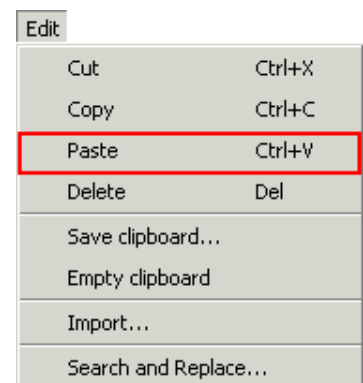 Edit
Cut Ctrl+X
Copy Ctrl+C
Paste Ctrl+V
Delete Del
Save clipboard...
Empty clipboard
Import...
Search and Replace...